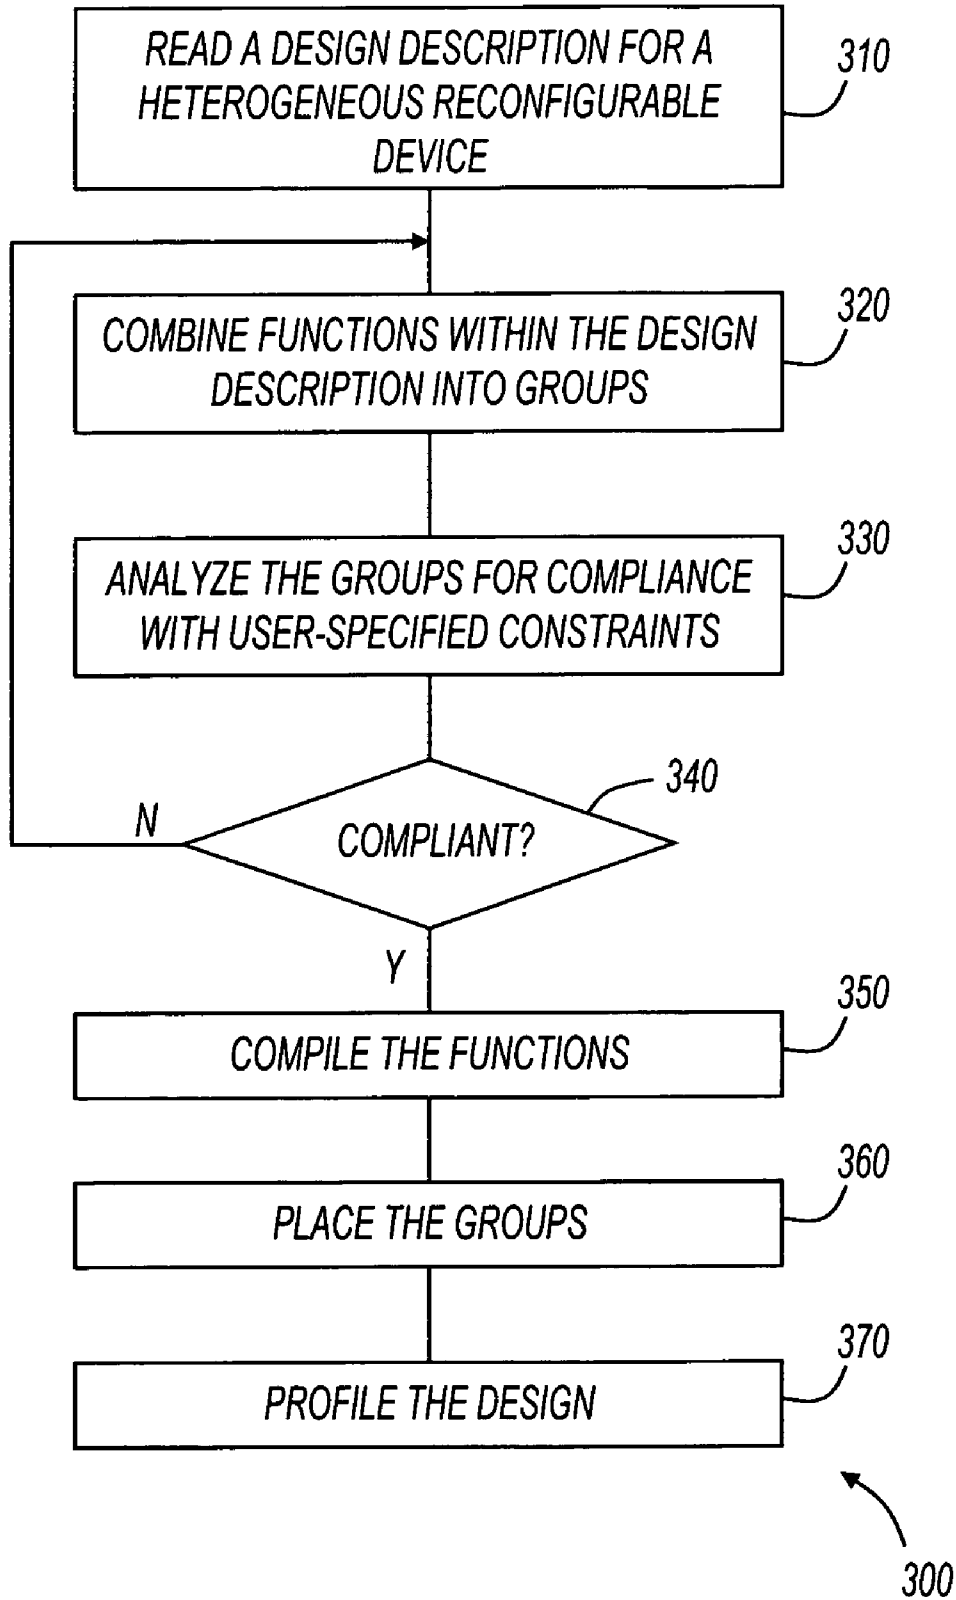 READ A DESIGN DESCRIPTION FOR A
HETEROGENEOUS RECONFIGURABLE
DEVICE
310
COMBINE FUNCTIONS WITHIN THE DESIGN
DESCRIPTION INTO GROUPS
320
ANALYZE THE GROUPS FOR COMPLIANCE
WITH USER-SPECIFIED CONSTRAINTS
330
COMPLIANT?
340
N
Y
COMPILE THE FUNCTIONS
350
PLACE THE GROUPS
360
PROFILE THE DESIGN
370
300